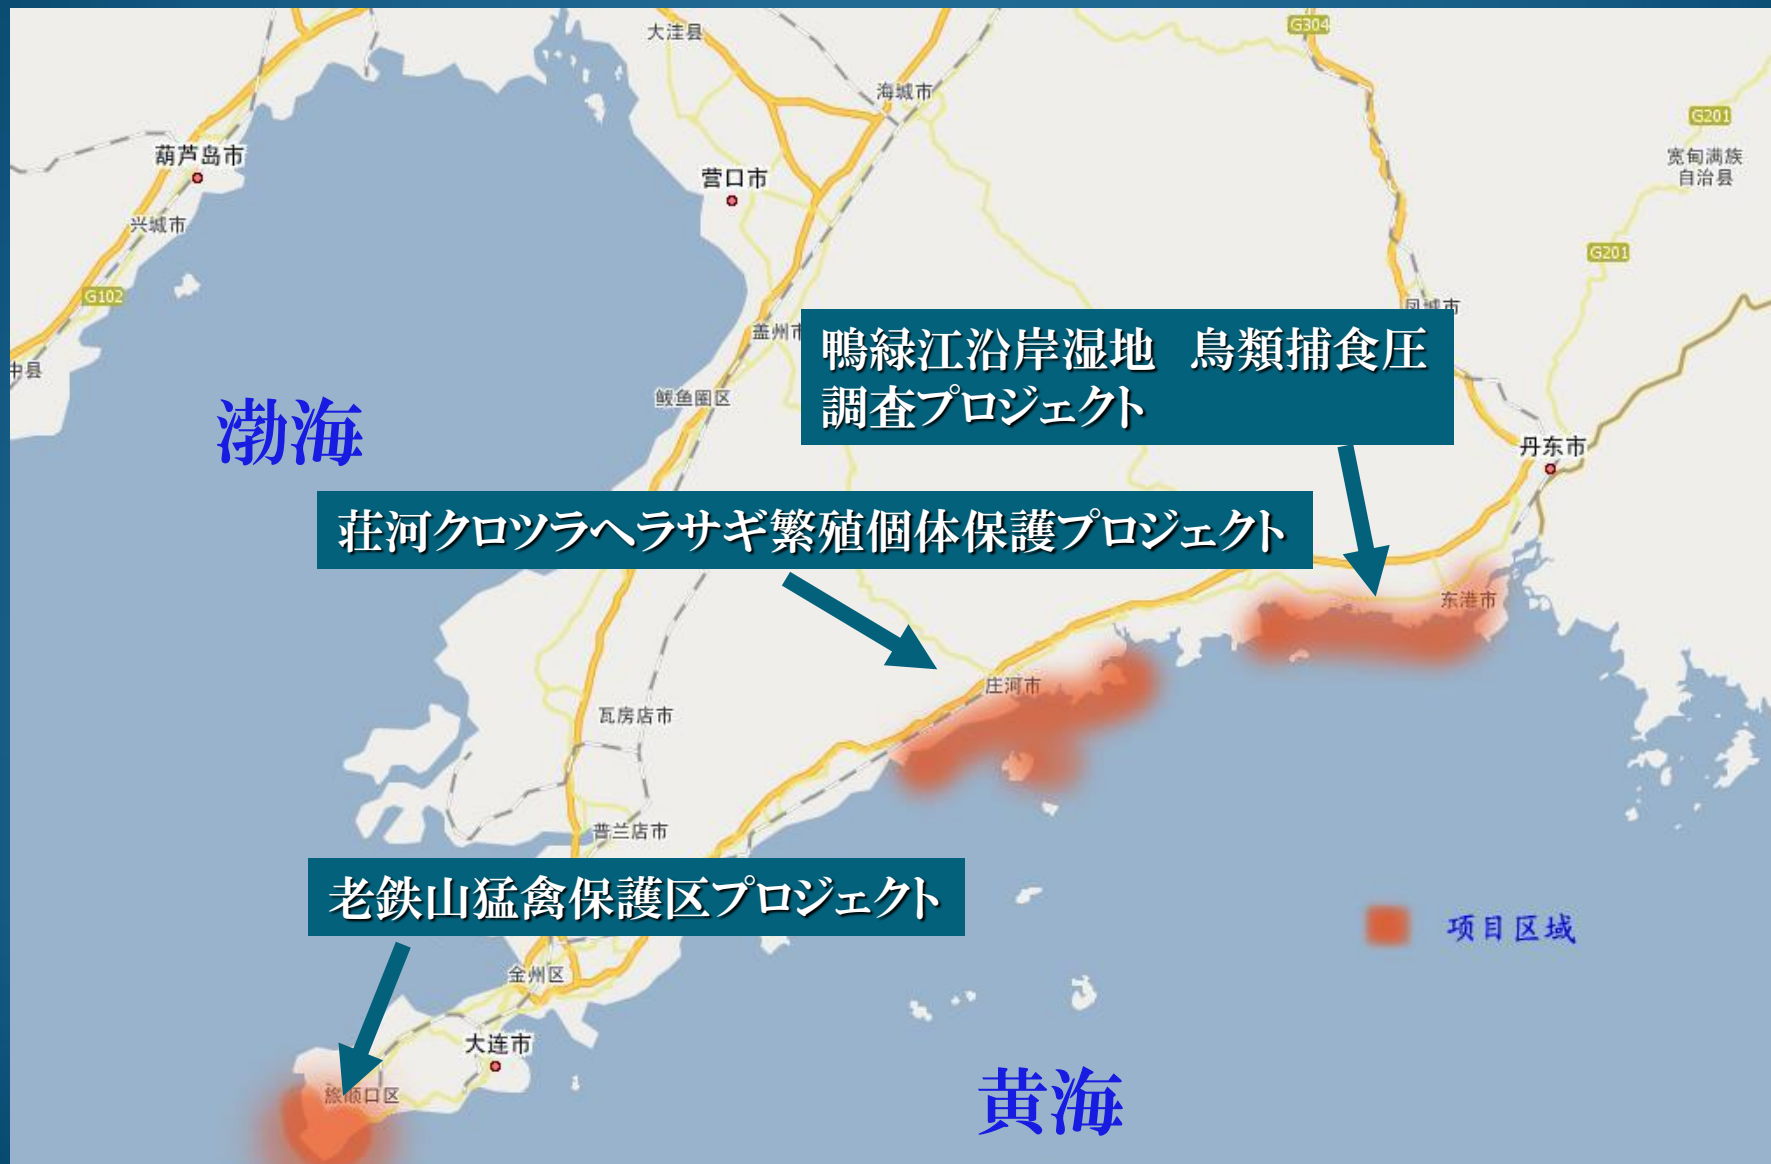 大洼县
G304
海城市
G201
葫芦岛市
宽甸满族
自治县
营口市
兴城市
G201
G102
凤城市
盖州市
鸭緑江沿岸湿地　鳥類捕食圧
調査プロジェクト
中县
鲅鱼圈区
渤海
丹东市
荘河クロツラヘラサギ繁殖個体保護プロジェクト
东港市
庄河市
瓦房店市
普兰店市
老鉄山猛禽保護区プロジェクト
项目区域
金州区
大连市
旅顺口区
黄海